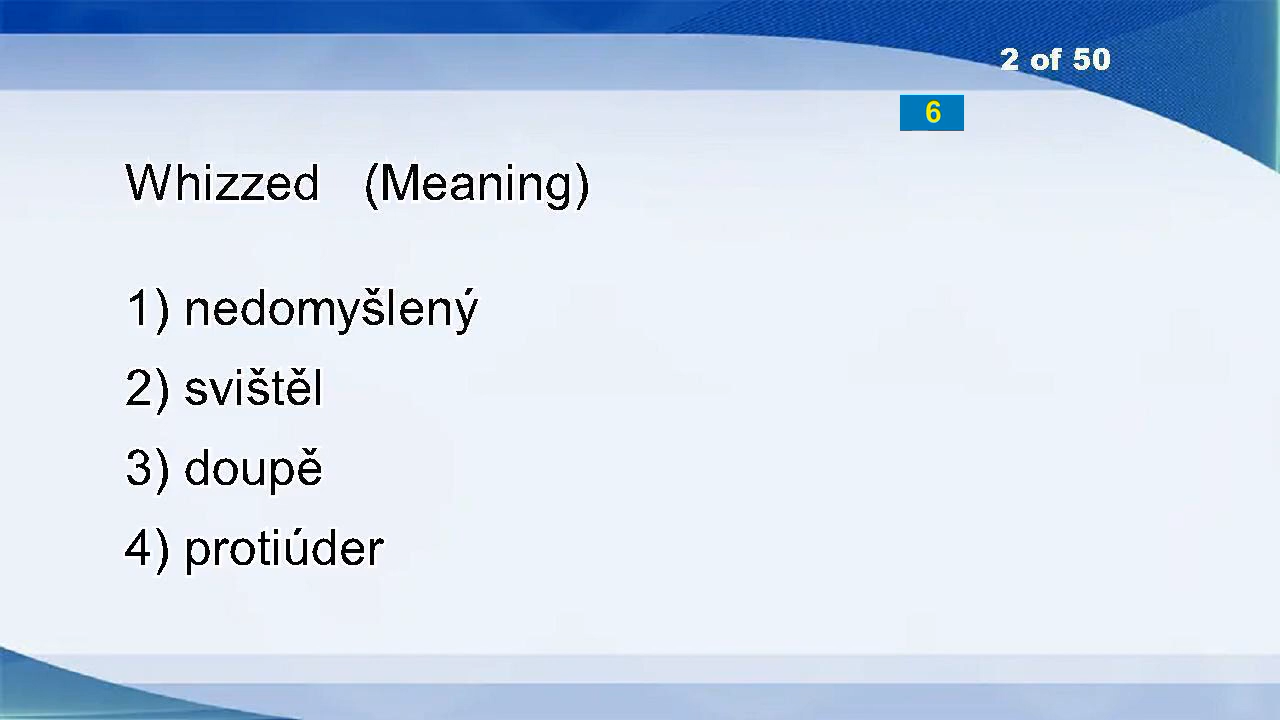 2 of 50
6
Whizzed (Meaning)
1) nedomyšlený
2) svištěl
3) doupě
4) protiúder